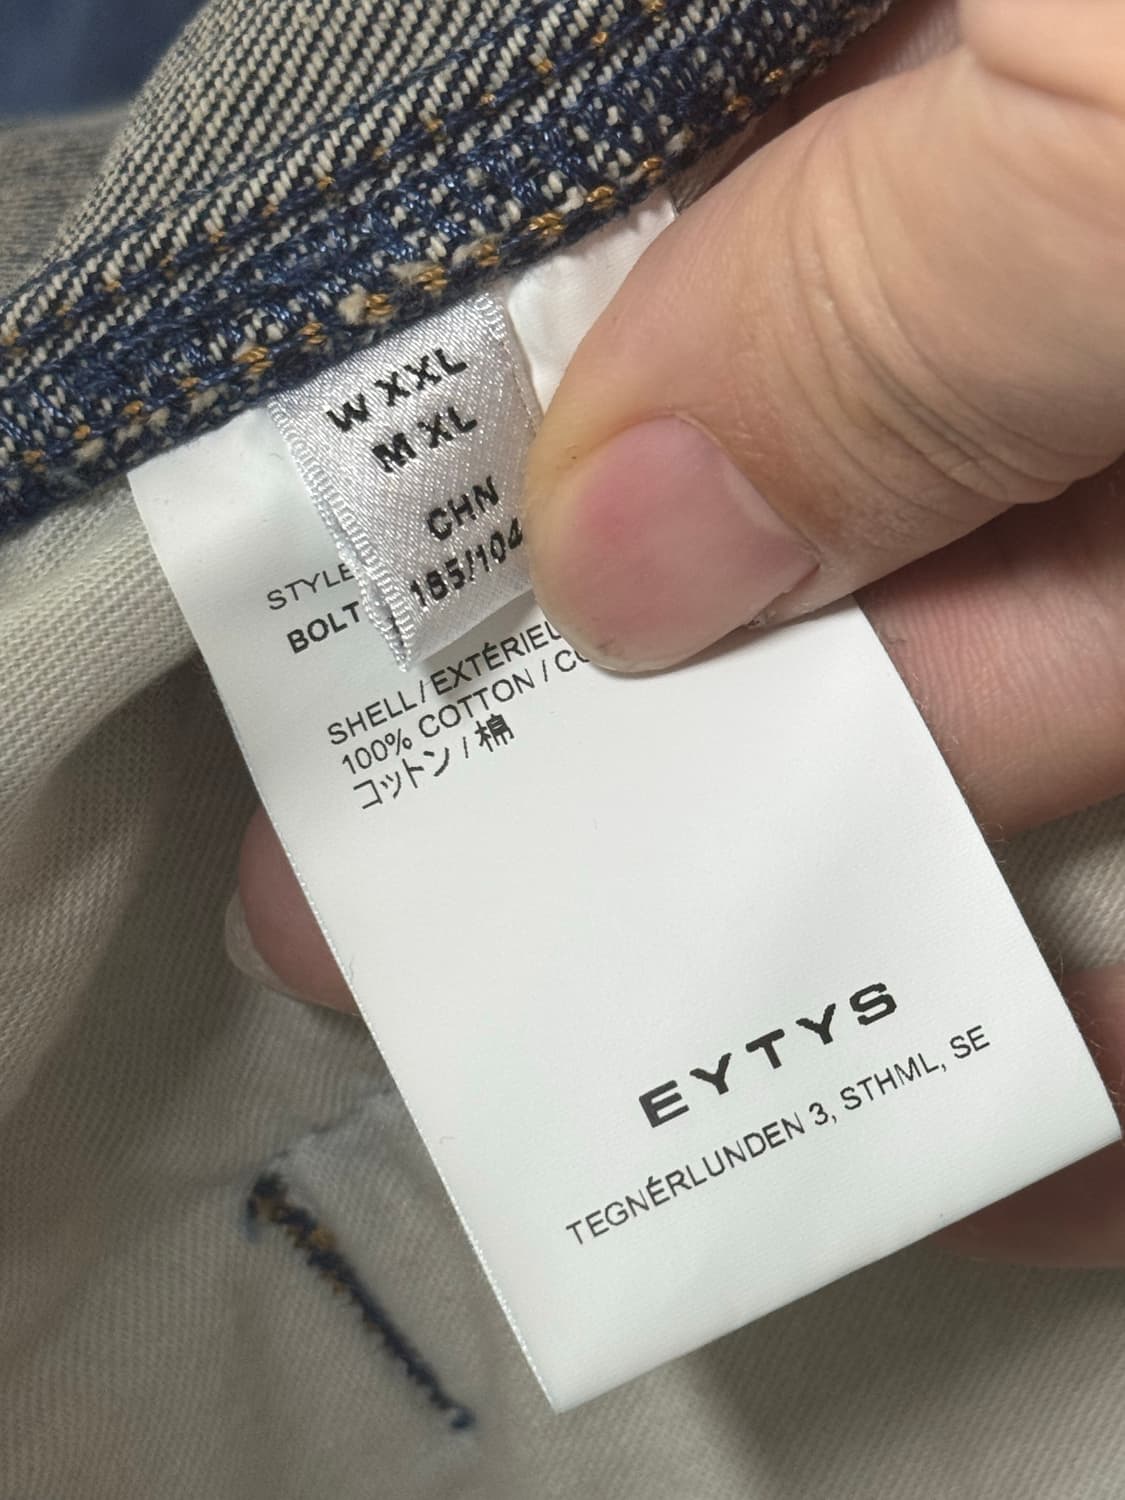 W XXL
M XL
CHN
185/104
STYLE
BOLT
SHELL / EXTÉRIEU
100% COTTON / CO
コットン / 棉
EYTYS
TEGNÉRLUNDEN 3, STHML, SE